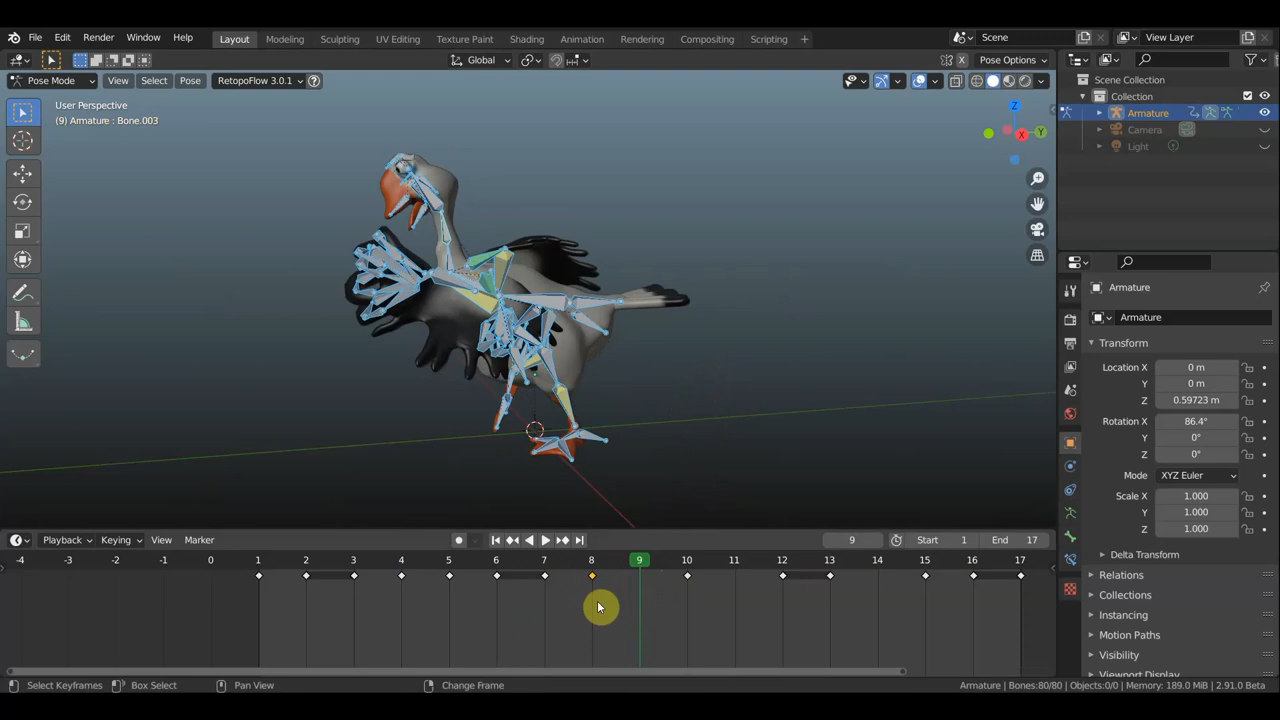 File Edit Render Window Help Layout Modeling Sculpting UV Editing Texture Paint Shading Animation Rendering Compositing Scripting + Scene View Layer
Global Pose Options
Pose Mode View Select Pose RetopoFlow 3.0.1
User Perspective
(9) Armature : Bone.003
Z
X
Y
Scene Collection
Collection
Armature
Camera
Light
Armature
Armature
Transform
Location X 0 m
Y 0 m
Z 0.59723 m
Rotation X 86.4°
Y 0°
Z 0°
Mode XYZ Euler
Scale X 1.000
Y 1.000
Z 1.000
Delta Transform
Relations
Collections
Instancing
Motion Paths
Visibility
Viewport Display
Playback Keying View Marker 9 Start 1 End 17
-4 -3 -2 -1 0 1 2 3 4 5 6 7 8 9 10 11 12 13 14 15 16 17
Select Keyframes Box Select Pan View Change Frame Armature | Bones:80/80 | Objects:0/0 | Memory: 189.0 MiB | 2.91.0 Beta